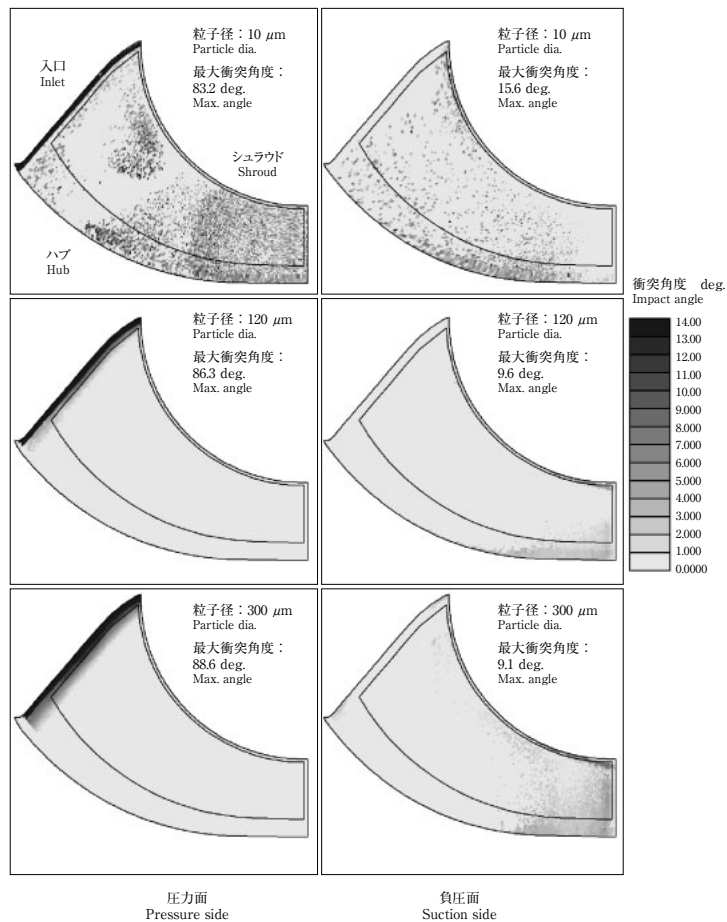 粒子径：10 μm
Particle dia.
最大衝突角度：
83.2 deg.
Max. angle
入口
Inlet
シュラウド
Shroud
ハブ
Hub
粒子径：10 μm
Particle dia.
最大衝突角度：
15.6 deg.
Max. angle
粒子径：120 μm
Particle dia.
最大衝突角度：
86.3 deg.
Max. angle
粒子径：120 μm
Particle dia.
最大衝突角度：
9.6 deg.
Max. angle
粒子径：300 μm
Particle dia.
最大衝突角度：
88.6 deg.
Max. angle
粒子径：300 μm
Particle dia.
最大衝突角度：
9.1 deg.
Max. angle
衝突角度 deg.
Impact angle
14.00
13.00
12.00
11.00
10.00
9.000
8.000
7.000
6.000
5.000
4.000
3.000
2.000
1.000
0.0000
圧力面
Pressure side
負圧面
Suction side